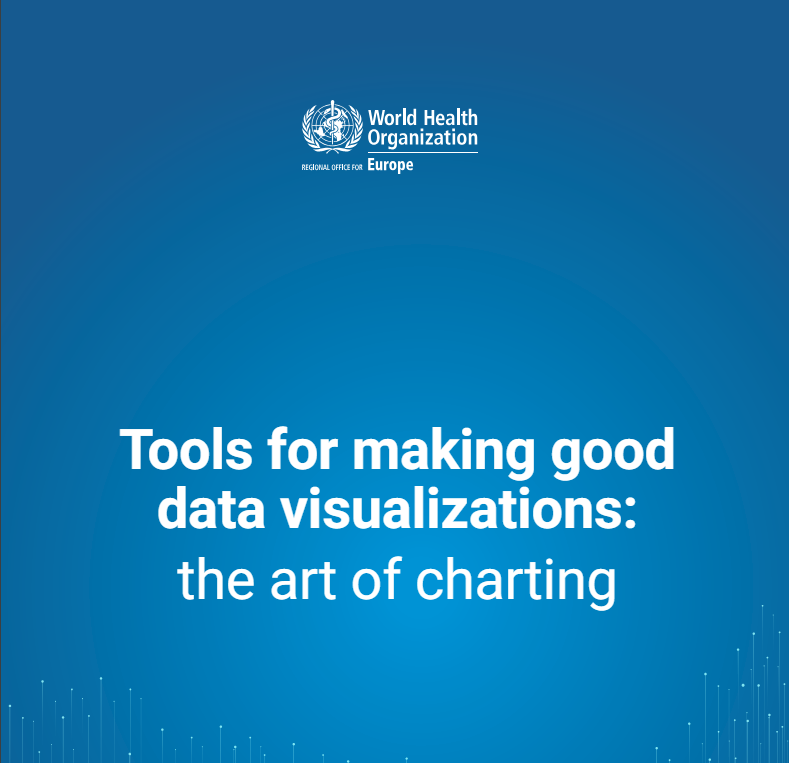 World Health
Organization
REGIONAL OFFICE FOR Europe
Tools for making good
data visualizations:
the art of charting